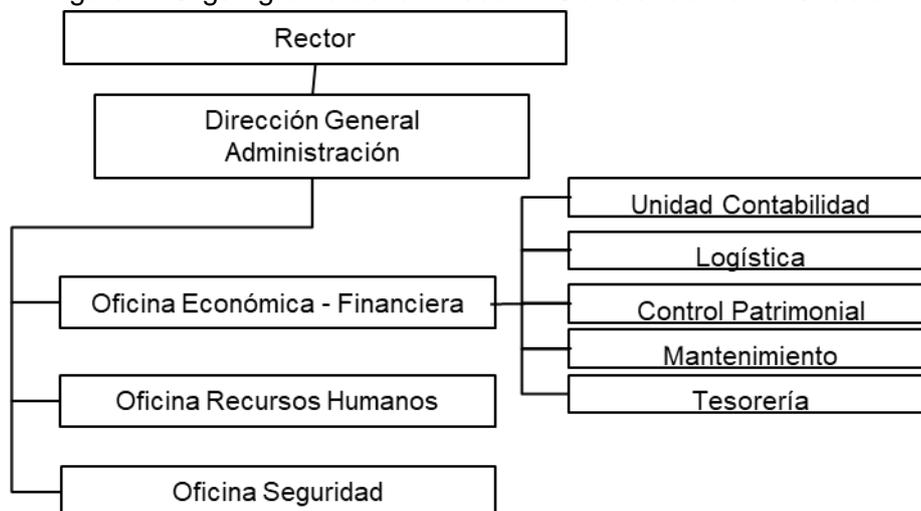 Rector
Dirección General
Administración
Unidad Contabilidad
Logística
Oficina Económica - Financiera
Control Patrimonial
Mantenimiento
Oficina Recursos Humanos
Tesorería
Oficina Seguridad